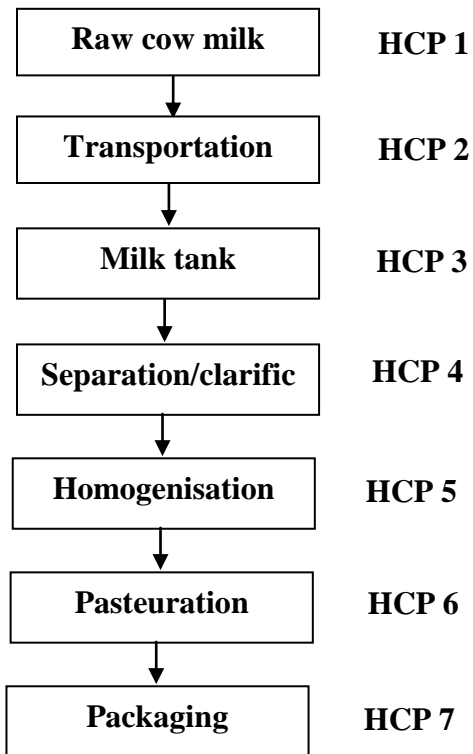 Raw cow milk HCP 1
Transportation HCP 2
Milk tank HCP 3
Separation/clarific HCP 4
Homogenisation HCP 5
Pasteuration HCP 6
Packaging HCP 7